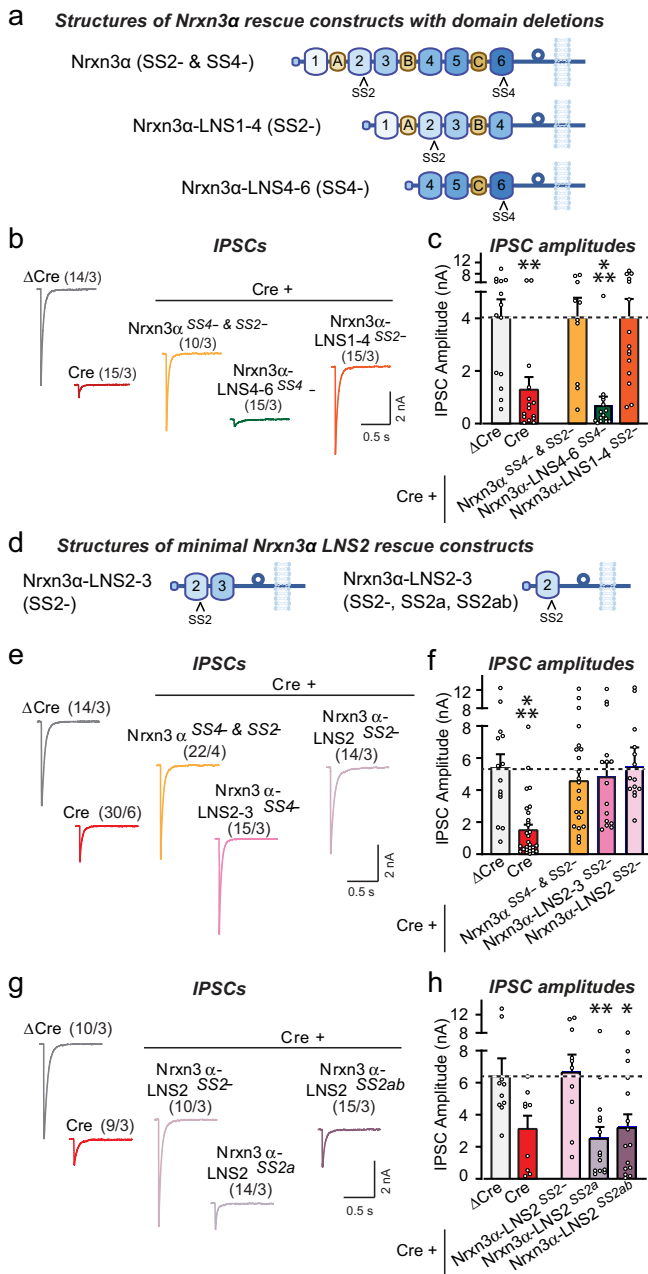 a Structures of Nrxn3α rescue constructs with domain deletions
Nrxn3α (SS2- & SS4-)
1 A 2 3 B 4 5 C 6
SS2 SS4
Nrxn3α-LNS1-4 (SS2-)
1 A 2 3 B 4
SS2
Nrxn3α-LNS4-6 (SS4-)
4 5 C 6
SS4
b IPSCs
ΔCre (14/3)
Cre +
Cre (15/3)
Nrxn3α SS4- & SS2-
(10/3)
Nrxn3α-
LNS4-6 SS4 -
(15/3)
Nrxn3α-
LNS1-4 SS2-
(15/3)
2 nA
0.5 s
c IPSC amplitudes
IPSC Amplitude (nA)
12
8
4
2
0
**
*
**
ΔCre
Cre
Nrxn3α SS4- & SS2-
Nrxn3α-LNS4-6 SS4-
Nrxn3α-LNS1-4 SS2-
Cre +
d Structures of minimal Nrxn3α LNS2 rescue constructs
Nrxn3α-LNS2-3
(SS2-)
2 3
SS2
Nrxn3α-LNS2-3
(SS2-, SS2a, SS2ab)
2
SS2
e IPSCs
ΔCre (14/3)
Cre +
Cre (30/6)
Nrxn3 α SS4- & SS2-
(22/4)
Nrxn3 α-
LNS2-3 SS4-
(15/3)
Nrxn3 α-
LNS2 SS2-
(14/3)
2 nA
0.5 s
f IPSC amplitudes
IPSC Amplitude (nA)
12
8
6
4
2
0
*
**
ΔCre
Cre
Nrxn3α SS4- & SS2-
Nrxn3α-LNS2-3 SS2-
Nrxn3α-LNS2 SS2-
Cre +
g IPSCs
ΔCre (10/3)
Cre +
Cre (9/3)
Nrxn3 α-
LNS2 SS2-
(10/3)
Nrxn3 α-
LNS2 SS2a
(14/3)
Nrxn3 α-
LNS2 SS2ab
(15/3)
2 nA
0.5 s
h IPSC amplitudes
IPSC Amplitude (nA)
12
8
6
4
2
0
** *
ΔCre
Cre
Nrxn3α-LNS2 SS2-
Nrxn3α-LNS2 SS2a
Nrxn3α-LNS2 SS2ab
Cre +